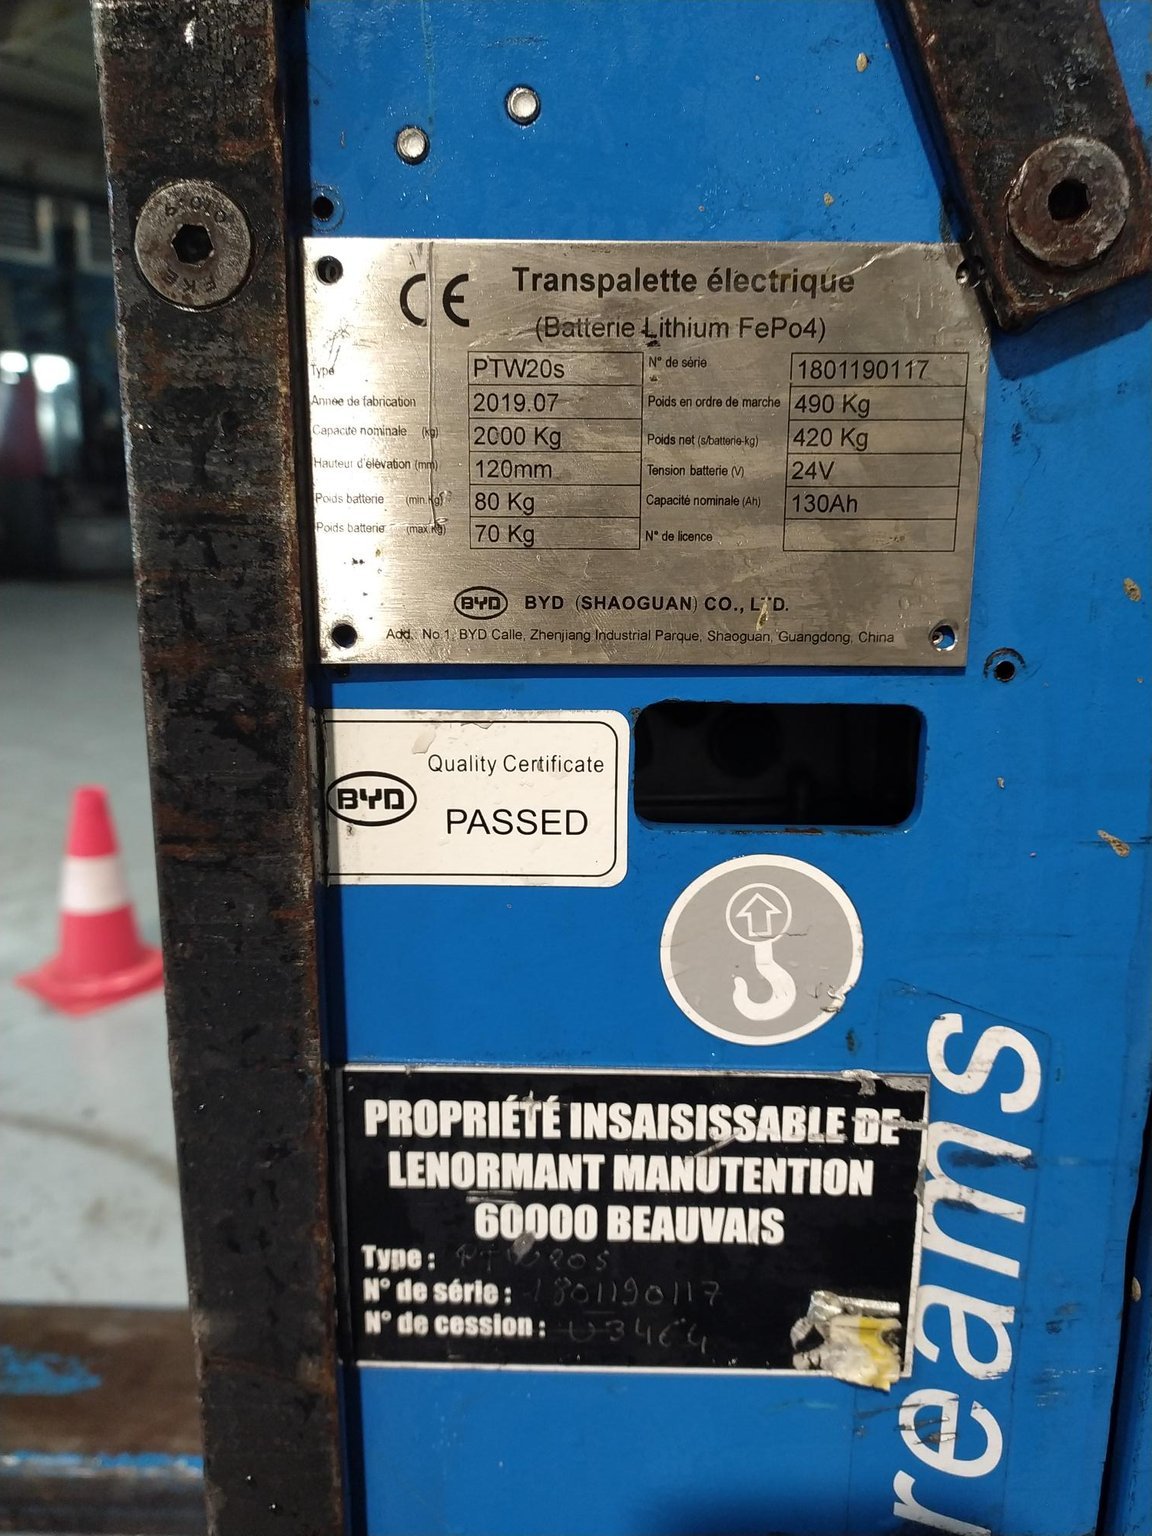 CE Transpalette électrique
(Batterie Lithium FePo4)
Type PTW20s N° de série 1801190117
Année de fabrication 2019.07 Poids en ordre de marche 490 Kg
Capacité nominale (kg) 2000 Kg Poids net (s/batterie-kg) 420 Kg
Hauteur d'élévation (mm) 120mm Tension batterie (V) 24V
Poids batterie (min.kg) 80 Kg Capacité nominale (Ah) 130Ah
Poids batterie (max.kg) 70 Kg N° de licence
BYD BYD (SHAOGUAN) CO., LTD.
Add. No.1, BYD Calle, Zhenjiang Industrial Parque, Shaoguan, Guangdong, China
Quality Certificate
BYD PASSED
PROPRIÉTÉ INSAISISSABLE DE
LENORMANT MANUTENTION
60000 BEAUVAIS
Type : PTW20S
N° de série : 1801190117
N° de cession :
reams